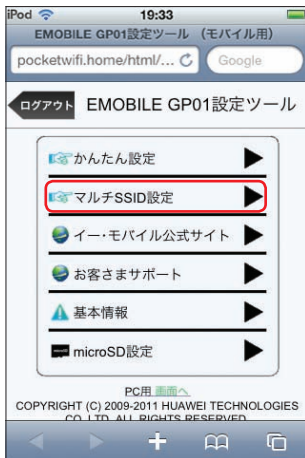 iPod 19:33
EMOBILE GP01設定ツール (モバイル用)
pocketwifi.home/html/... Google
ログアウト EMOBILE GP01設定ツール
かんたん設定
マルチSSID設定
イー・モバイル公式サイト
お客さまサポート
基本情報
microSD設定
PC用 画面へ
COPYRIGHT (C) 2009-2011 HUAWEI TECHNOLOGIES
CO.,LTD. ALL RIGHTS RESERVED